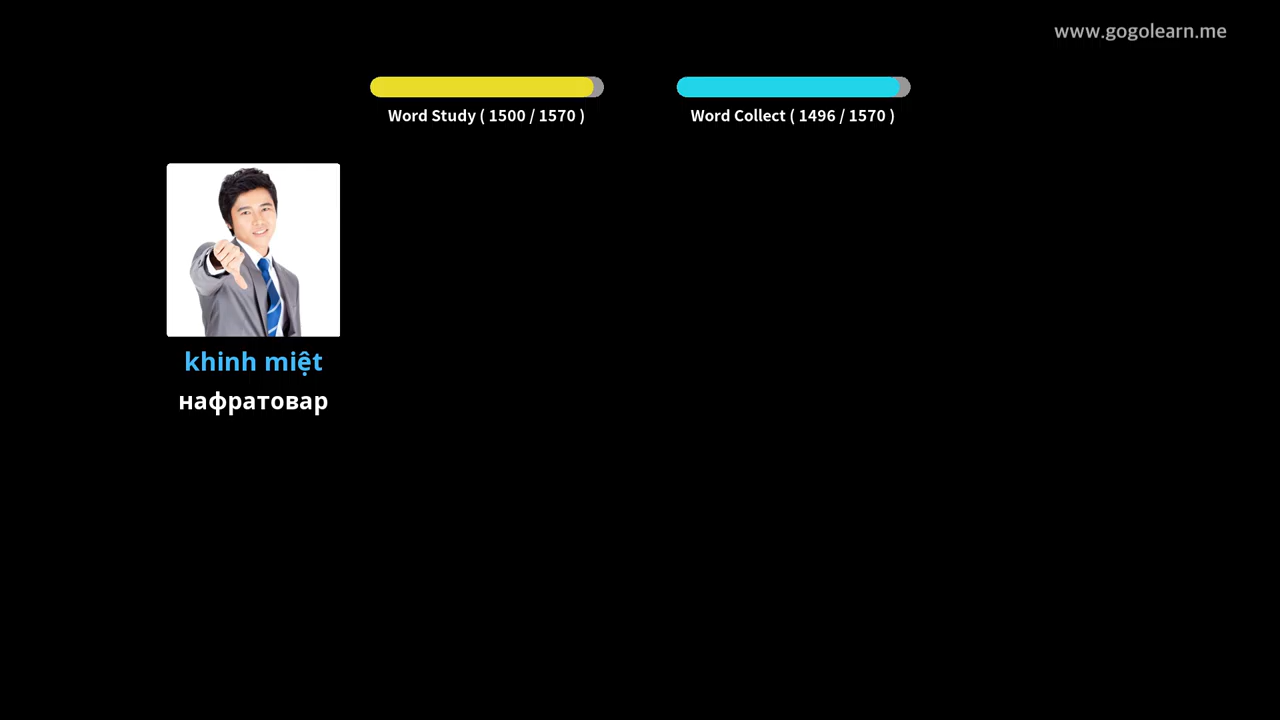 www.gogolearn.me
Word Study ( 1500 / 1570 )
Word Collect ( 1496 / 1570 )
khinh miệt
нафратовар